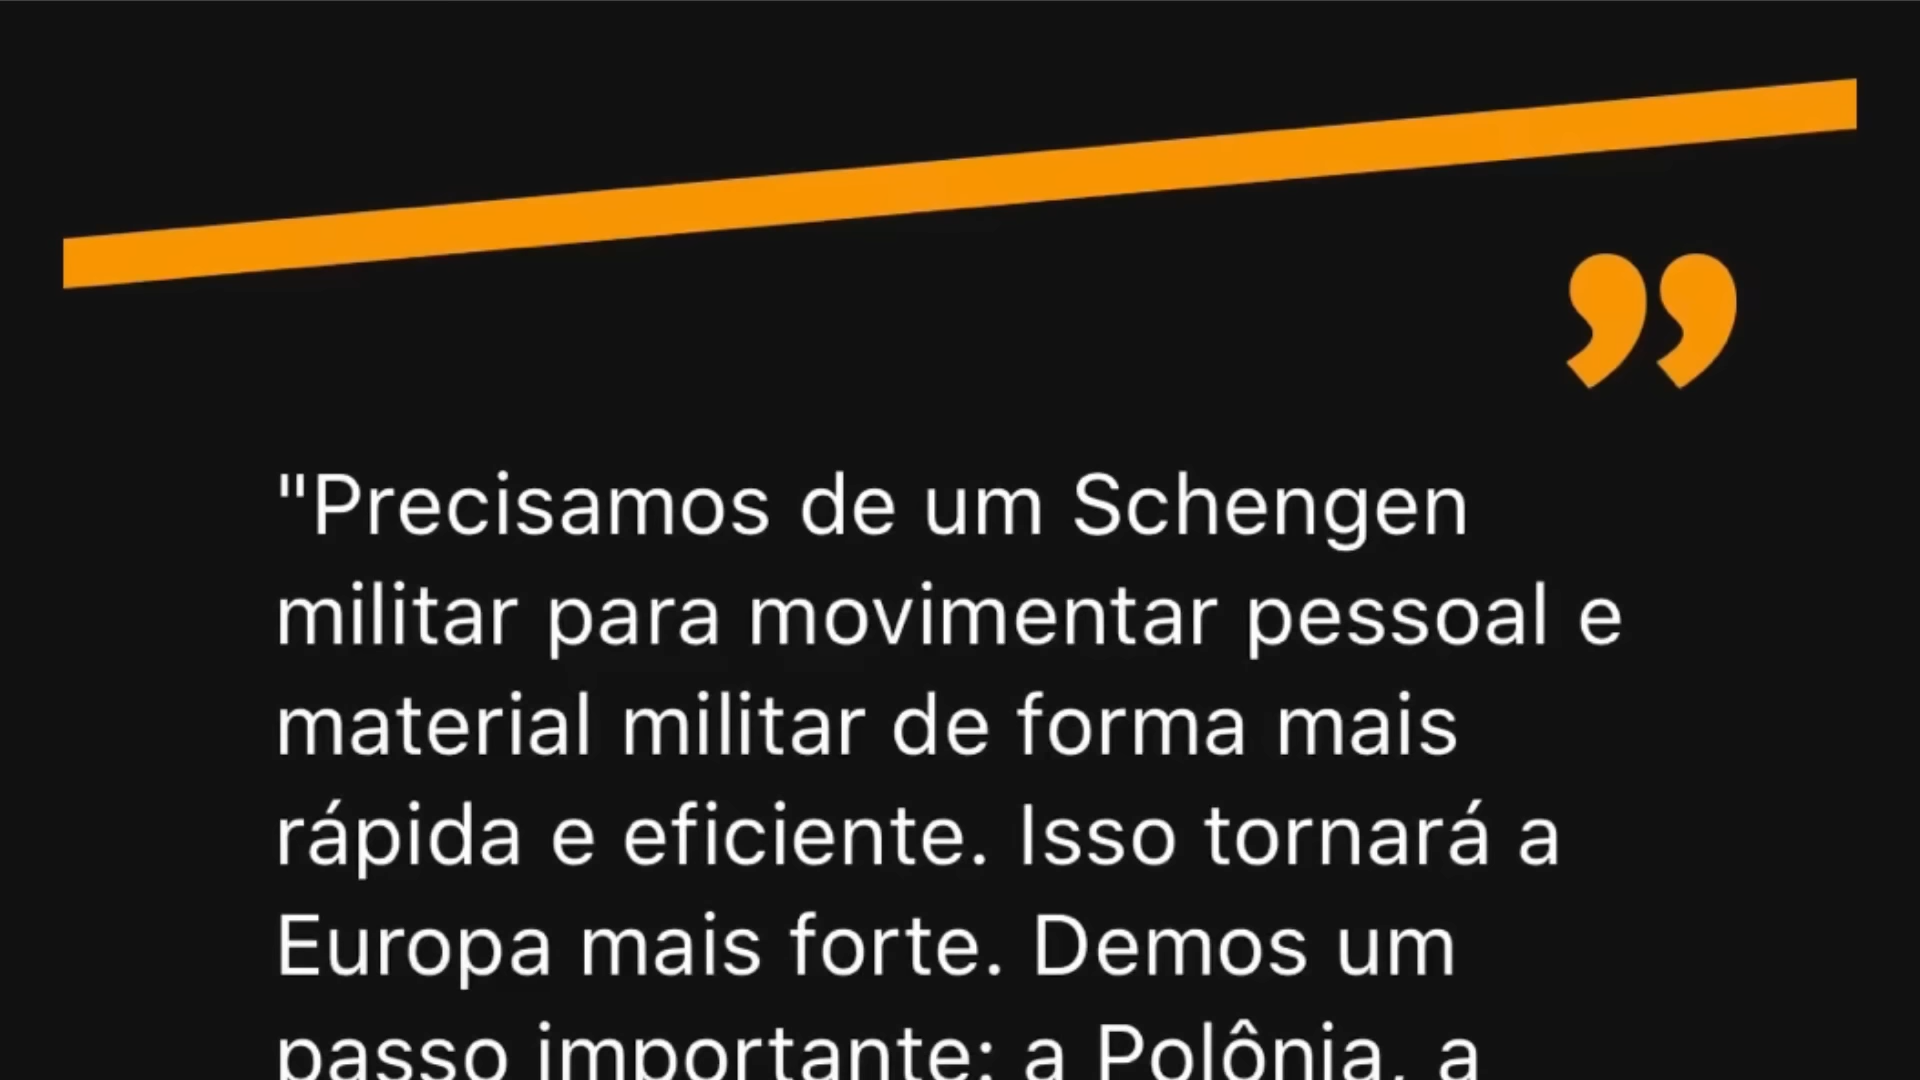 "Precisamos de um Schengen
militar para movimentar pessoal e
material militar de forma mais
rápida e eficiente. Isso tornará a
Europa mais forte. Demos um
passo importante: a Polônia, a